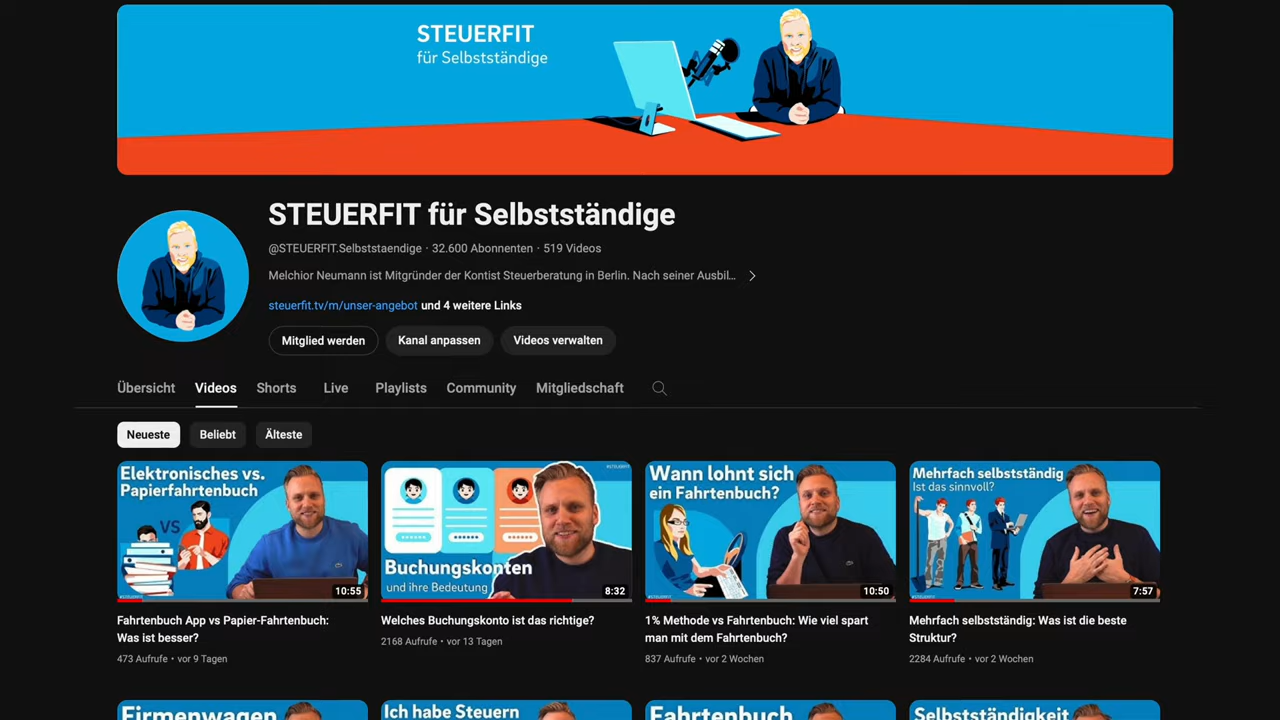 STEUERFIT
für Selbstständige
STEUERFIT für Selbstständige
@STEUERFIT.Selbststaendige · 32.600 Abonnenten · 519 Videos
Melchior Neumann ist Mitgründer der Kontist Steuerberatung in Berlin. Nach seiner Ausbil...
steuerfit.tv/m/unser-angebot und 4 weitere Links
Mitglied werden Kanal anpassen Videos verwalten
Übersicht Videos Shorts Live Playlists Community Mitgliedschaft
Neueste Beliebt Älteste
Elektronisches vs.
Papierfahrtenbuch
VS
#STEUERFIT
10:55
Fahrtenbuch App vs Papier-Fahrtenbuch:
Was ist besser?
473 Aufrufe • vor 9 Tagen
#STEUERFIT
Buchungskonten
und ihre Bedeutung
8:32
Welches Buchungskonto ist das richtige?
2168 Aufrufe • vor 13 Tagen
Wann lohnt sich
ein Fahrtenbuch?
#STEUERFIT
10:50
1% Methode vs Fahrtenbuch: Wie viel spart
man mit dem Fahrtenbuch?
837 Aufrufe • vor 2 Wochen
Mehrfach selbstständig
Ist das sinnvoll?
#STEUERFIT
7:57
Mehrfach selbstständig: Was ist die beste
Struktur?
2284 Aufrufe • vor 2 Wochen
Firmenwagen
Ich habe Steuern
Fahrtenbuch
Selbstständigkeit